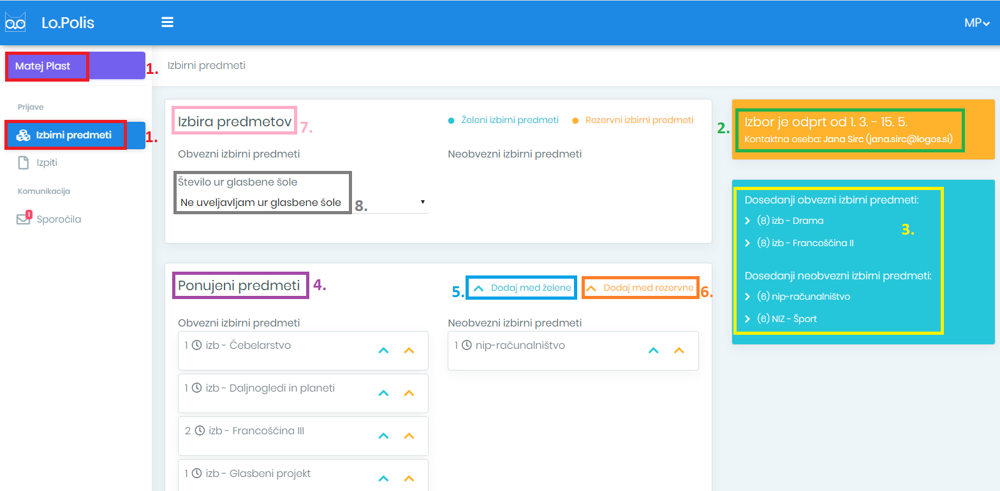 Lo.Polis
MP
Matej Plast
1.
Izbirni predmeti
Prijave
Izbirni predmeti
1.
Izpiti
Komunikacija
1
Sporočila
Izbira predmetov
7.
Želeni izbirni predmeti
Rezervni izbirni predmeti
Obvezni izbirni predmeti
Neobvezni izbirni predmeti
Število ur glasbene šole
Ne uveljavljam ur glasbene šole
8.
Ponujeni predmeti
4.
5.
Dodaj med želene
Dodaj med rezervne
6.
Obvezni izbirni predmeti
1 izb - Čebelarstvo
1 izb - Daljnogledi in planeti
2 izb - Francoščina III
1 izb - Glasbeni projekt
Neobvezni izbirni predmeti
1 nip-računalništvo
2.
Izbor je odprt od 1. 3. - 15. 5.
Kontaktna oseba: Jana Sirc (jana.sirc@logos.si)
Dosedanji obvezni izbirni predmeti:
(8) izb - Drama
3.
(8) izb - Francoščina II
Dosedanji neobvezni izbirni predmeti:
(6) nip-računalništvo
(6) NIZ - Šport